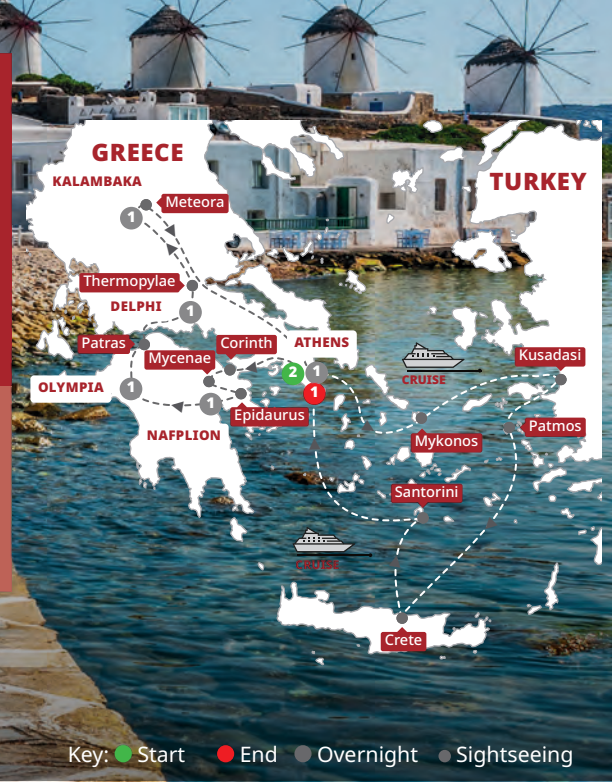 GREECE
TURKEY
KALAMBAKA
Meteora
1
Thermopylae
DELPHI
1
Patras
Corinth
ATHENS
Mycenae
2
1
1
OLYMPIA
1
1
Epidaurus
NAFPLION
CRUISE
Kusadasi
Mykonos
Patmos
Santorini
CRUISE
Crete
Key: Start End Overnight Sightseeing